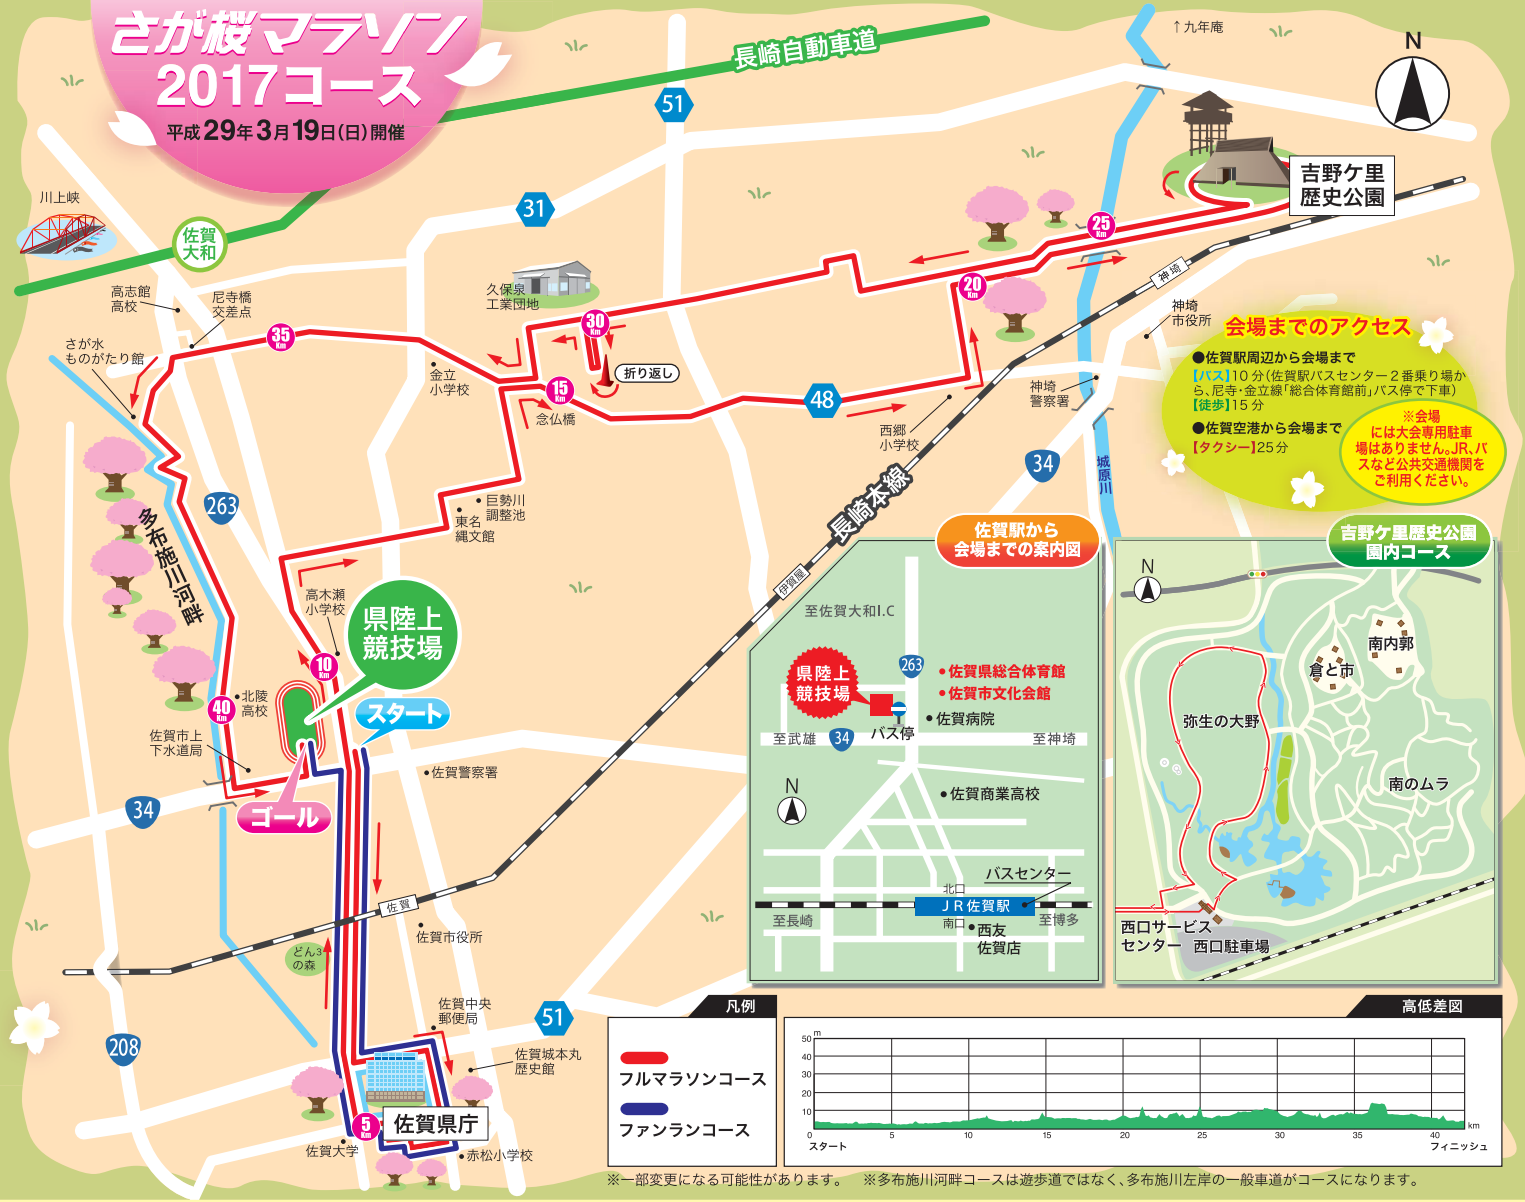 さが桜マラソン
2017コース
平成29年3月19日(日)開催
長崎自動車道
↑九年庵
N
51
31
川上峡
佐賀
大和
吉野ケ里
歴史公園
25Km
20Km
久保泉
工業団地
30Km
折り返し
高志館
高校
尼寺橋
交差点
35Km
さが水
ものがたり館
金立
小学校
15Km
念仏橋
48
神埼
神埼
市役所
会場までのアクセス
●佐賀駅周辺から会場まで
【バス】10分(佐賀駅バスセンター2番乗り場か
ら、尼寺・金立線「総合体育館前」バス停で下車)
【徒歩】15分
●佐賀空港から会場まで
【タクシー】25分
※会場
には大会専用駐車
場はありません。JR、バ
スなど公共交通機関を
ご利用ください。
神埼
警察署
西郷
小学校
34
城原川
長崎本線
伊賀屋
263
巨勢川
調整池
東名
縄文館
多布施川河畔
高木瀬
小学校
県陸上
競技場
10Km
スタート
40Km
北陵
高校
佐賀市上
下水道局
佐賀警察署
34
ゴール
佐賀
佐賀市役所
どん3
の森
佐賀中央
郵便局
51
208
佐賀城本丸
歴史館
佐賀県庁
5Km
佐賀大学
赤松小学校
佐賀駅から
会場までの案内図
至佐賀大和I.C
263
県陸上
競技場
●佐賀県総合体育館
●佐賀市文化会館
●佐賀病院
バス停
至武雄
34
至神埼
N
●佐賀商業高校
バスセンター
北口
JR佐賀駅
至長崎
南口
至博多
●西友
佐賀店
吉野ケ里歴史公園
園内コース
N
南内郭
倉と市
弥生の大野
南のムラ
西口サービス
センター
西口駐車場
凡例
フルマラソンコース
ファンランコース
高低差図
m
50
40
30
20
10
0
5
10
15
20
25
30
35
40
km
スタート
フィニッシュ
※一部変更になる可能性があります。 ※多布施川河畔コースは遊歩道ではなく、多布施川左岸の一般車道がコースになります。